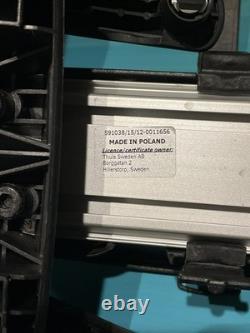 591038/15/12-0011656
MADE IN POLAND
Licence/certificate owner:
Thule Sweden AB
Borggatan 2
Hillerstorp, Sweden